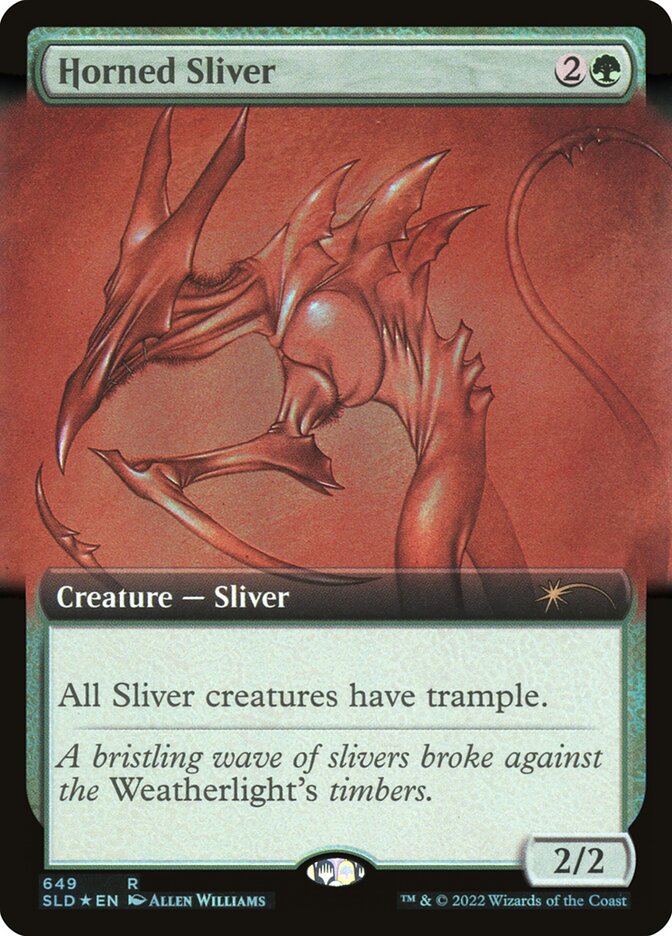 Horned Sliver 2
Creature — Sliver
All Sliver creatures have trample.
A bristling wave of slivers broke against
the Weatherlight's timbers.
2/2
649 R
SLD ★ EN Allen Williams
™ & © 2022 Wizards of the Coast